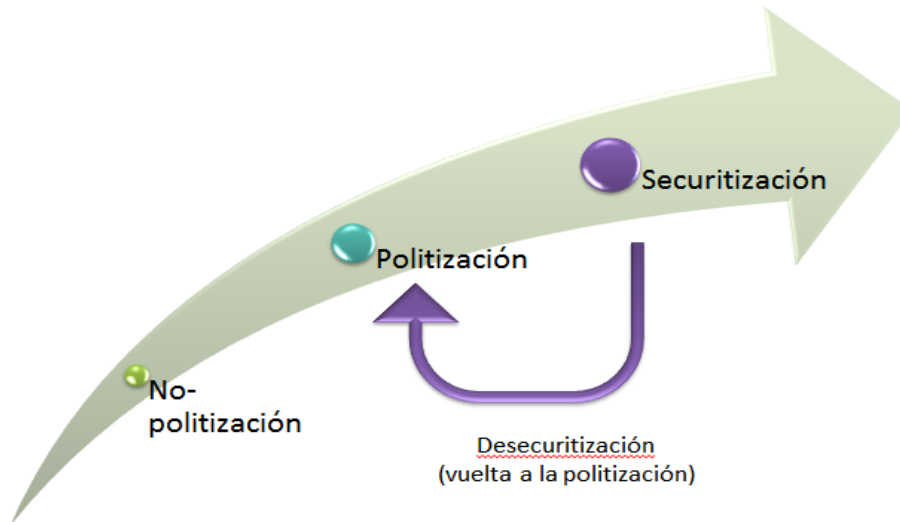 Securitización
Politización
No-
politización
Desecuritización
(vuelta a la politización)